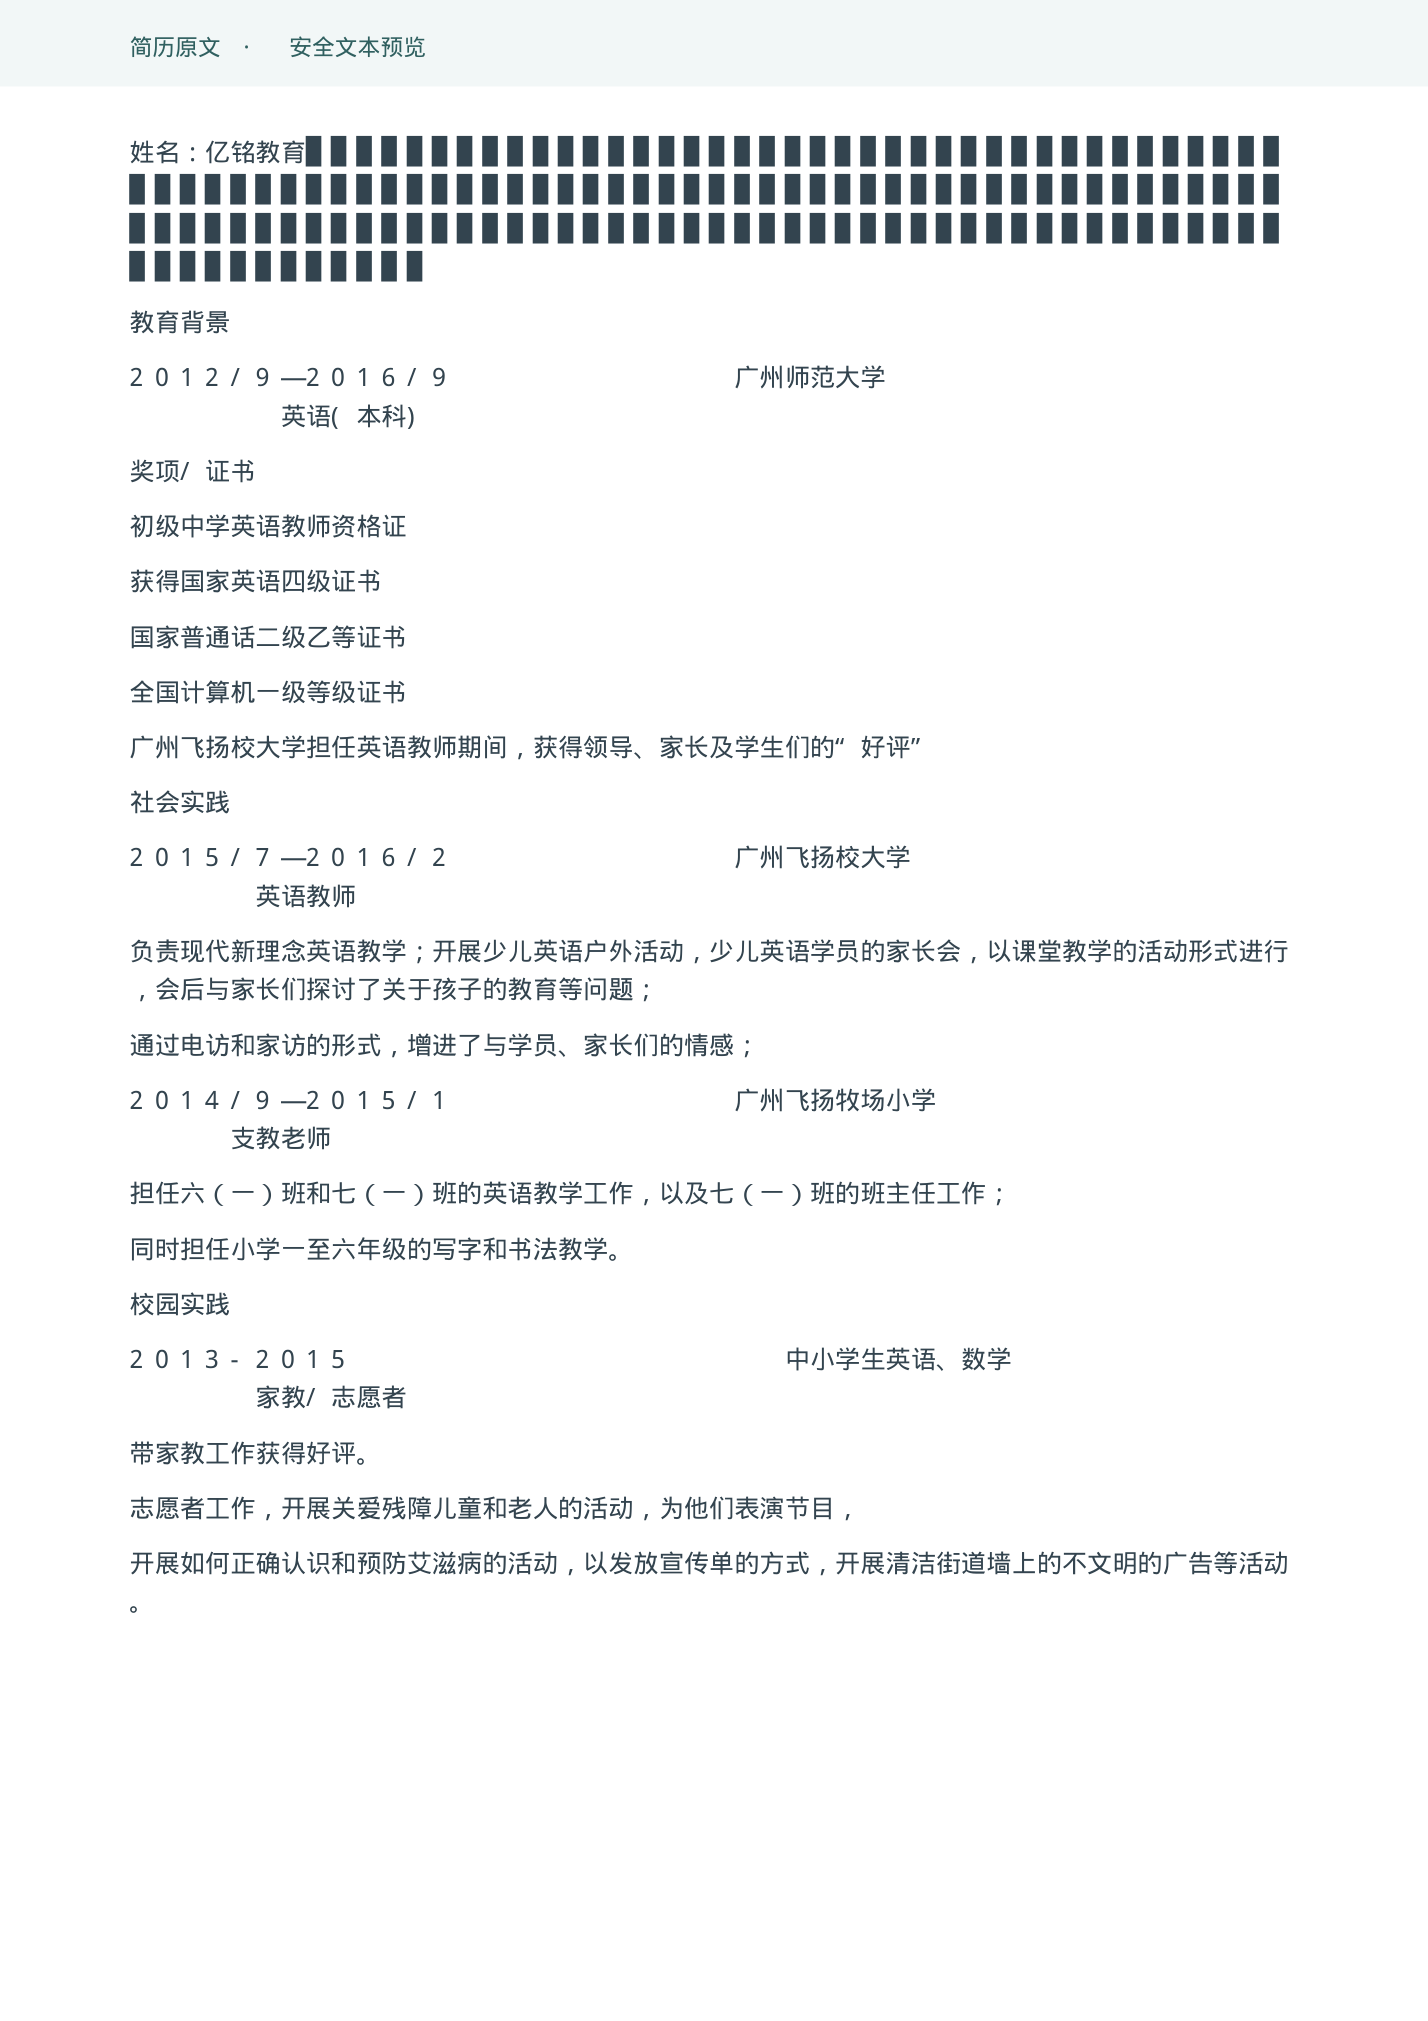 简历原文 · 安全文本预览
姓名：亿铭教育
教育背景
2012/9—2016/9 广州师范大学
英语(本科)
奖项/证书
初级中学英语教师资格证
获得国家英语四级证书
国家普通话二级乙等证书
全国计算机一级等级证书
广州飞扬校大学担任英语教师期间，获得领导、家长及学生们的“好评”
社会实践
2015/7—2016/2 广州飞扬校大学
英语教师
负责现代新理念英语教学；开展少儿英语户外活动，少儿英语学员的家长会，以课堂教学的活动形式进行
，会后与家长们探讨了关于孩子的教育等问题；
通过电访和家访的形式，增进了与学员、家长们的情感；
2014/9—2015/1 广州飞扬牧场小学
支教老师
担任六（一）班和七（一）班的英语教学工作，以及七（一）班的班主任工作；
同时担任小学一至六年级的写字和书法教学。
校园实践
2013-2015 中小学生英语、数学
家教/志愿者
带家教工作获得好评。
志愿者工作，开展关爱残障儿童和老人的活动，为他们表演节目，
开展如何正确认识和预防艾滋病的活动，以发放宣传单的方式，开展清洁街道墙上的不文明的广告等活动
。